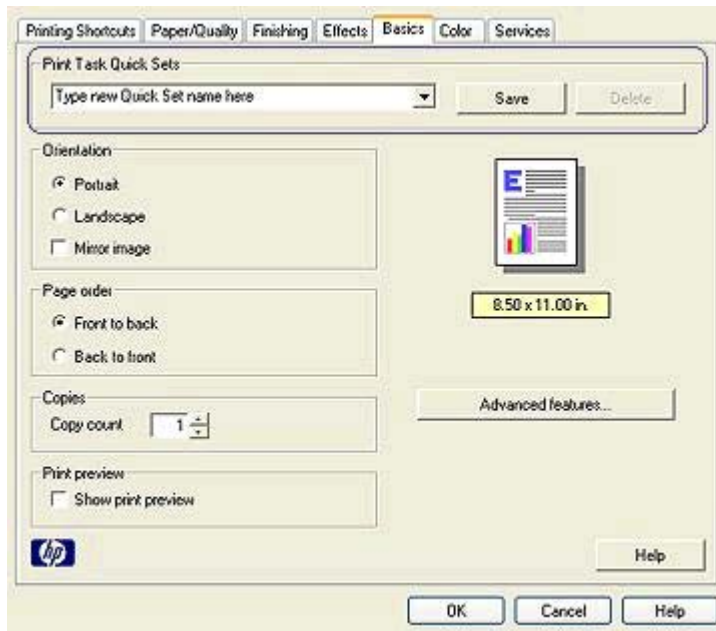 Printing Shortcuts Paper/Quality Finishing Effects Basics Color Services
Print Task Quick Sets
Type new Quick Set name here Save Delete
Orientation
Portrait
Landscape
Mirror image
E
8.50 x 11.00 in.
Page order
Front to back
Back to front
Copies
Copy count 1
Advanced features...
Print preview
Show print preview
hp
Help
OK Cancel Help